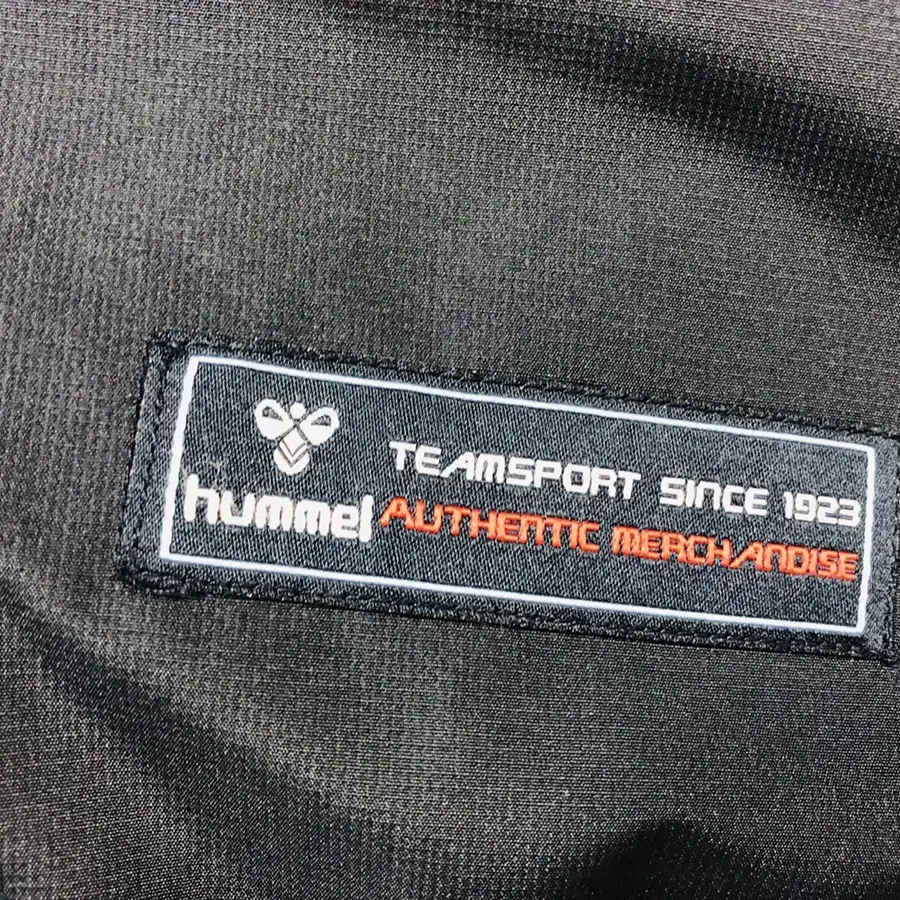 TEAMSPORT SINCE 1923
hummel
AUTHENTIC MERCHANDISE